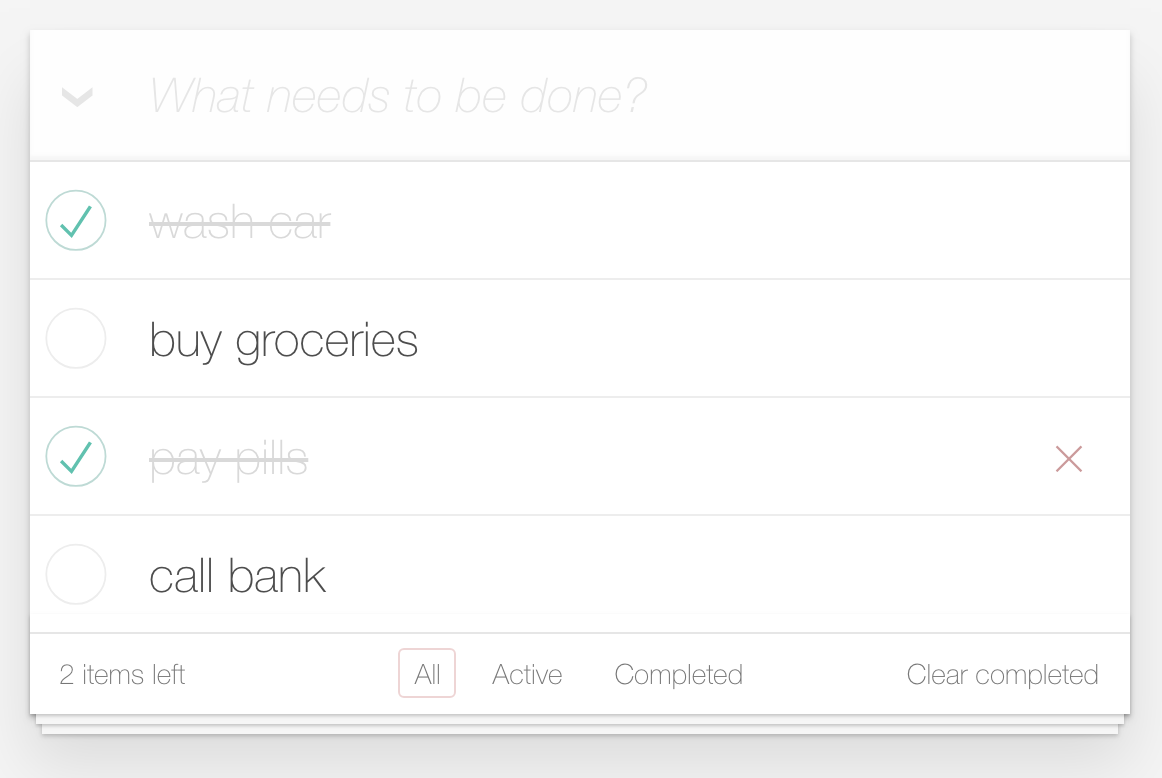 What needs to be done?
wash car
buy groceries
pay pills
call bank
2 items left All Active Completed Clear completed